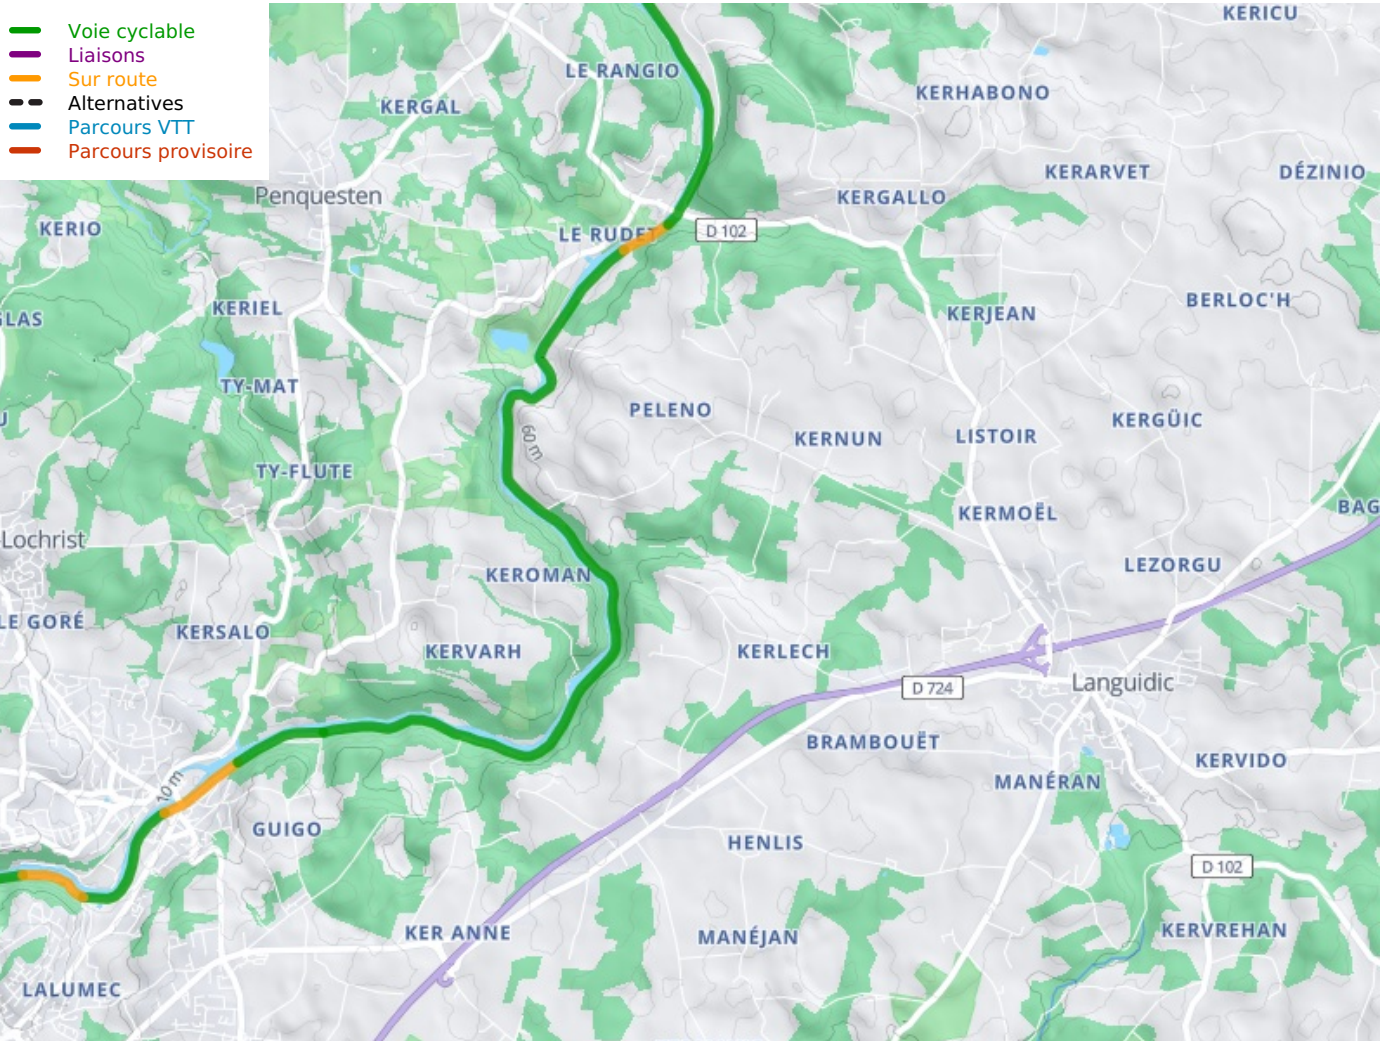 Voie cyclable
Liaisons
Sur route
Alternatives
Parcours VTT
Parcours provisoire
KERICU
LE RANGIO
KERHABONO
KERGAL
KERARVET
DÉZINIO
Penquesten
KERGALLO
KERIO
LE RUDET
D 102
BERLOC'H
KERIEL
KERJEAN
GLAS
TY-MAT
PELENO
KERGÜIC
U
60 m
KERNUN
LISTOIR
TY-FLUTE
BAG
KERMOËL
-Lochrist
LEZORGU
KEROMAN
LE GORÉ
KERSALO
KERVARH
KERLECH
D 724
Languidic
BRAMBOUËT
KERVIDO
10 m
MANÉRAN
GUIGO
HENLIS
D 102
KER ANNE
MANÉJAN
KERVREHAN
LALUMEC